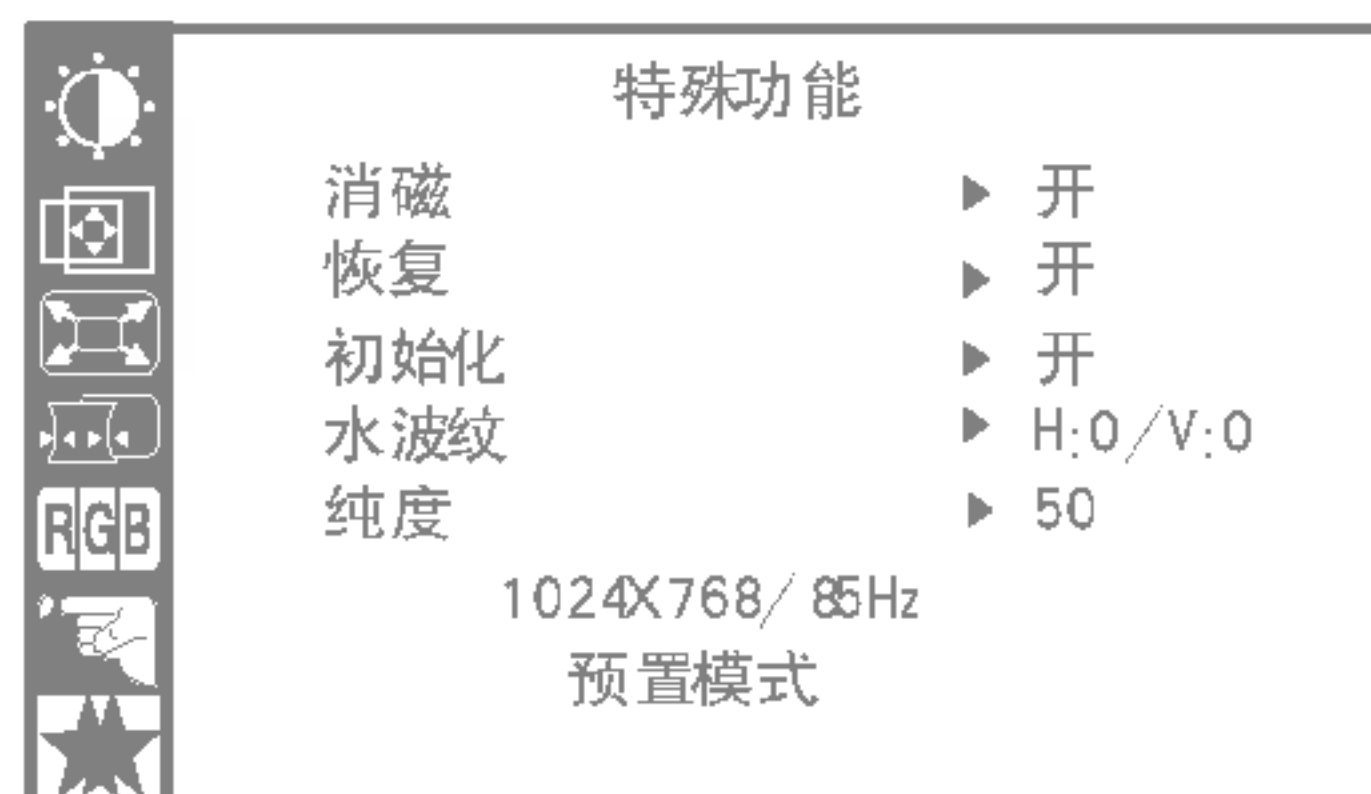 特殊功能
消磁 ▶ 开
恢复 ▶ 开
初始化 ▶ 开
水波纹 ▶ H:0/V:0
纯度 ▶ 50
RGB
1024X768/85Hz
预置模式